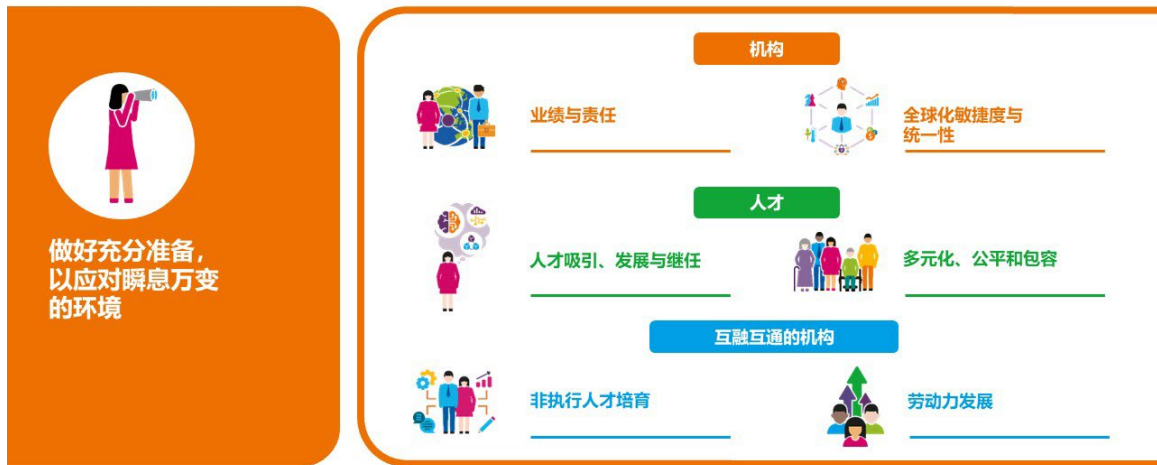 做好充分准备，
以应对瞬息万变
的环境
机构
业绩与责任
全球化敏捷度与
统一性
人才
人才吸引、发展与继任
多元化、公平和包容
互融互通的机构
非执行人才培育
劳动力发展